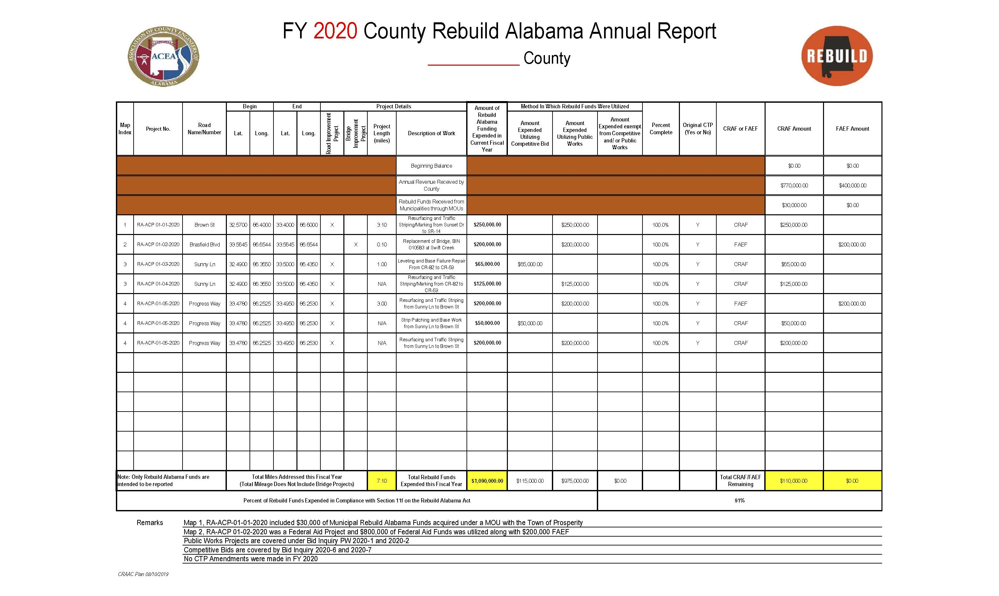 FY 2020 County Rebuild Alabama Annual Report
____________ County
ASSOCIATION OF COUNTY ENGINEERS OF
ACEA
ALABAMA
REBUILD
Map Index
Project No.
Road Name/Number
Begin
Lat.
Long.
End
Lat.
Long.
Project Details
Road Improvement Project
Bridge Improvement Project
Project Length (miles)
Description of Work
Amount of Rebuild Alabama Funding Expended in Current Fiscal Year
Method In Which Rebuild Funds Were Utilized
Amount Expended Utilizing Competitive Bid
Amount Expended Utilizing Public Works
Amount Expended exempt from Competitive and/ or Public Works
Percent Complete
Original CTP (Yes or No)
CRAF or FAEF
CRAF Amount
FAEF Amount
Beginning Balance $0.00 $0.00
Annual Revenue Received by County $770,000.00 $400,000.00
Rebuild Funds Received from Municipalities through MOUs $30,000.00 $0.00
1 RA-ACP 01-01-2020 Brown St 32.5700 86.4000 33.4000 86.6000 X 3.10 Resurfacing and Traffic Striping/Marking from Sunset Dr to SR-14 $250,000.00 $250,000.00 100.0% Y CRAF $250,000.00
2 RA-ACP 01-02-2020 Brasfield Blvd 33.5645 86.6544 33.5645 86.6544 X 0.10 Replacement of Bridge, BIN 010583 at Swift Creek $200,000.00 $200,000.00 100.0% Y FAEF $200,000.00
3 RA-ACP 01-03-2020 Sunny Ln 32.4900 86.3550 33.5000 86.4350 X 1.00 Leveling and Base Failure Repair From CR-82 to CR-59 $65,000.00 $65,000.00 100.0% Y CRAF $65,000.00
3 RA-ACP 01-04-2020 Sunny Ln 32.4900 86.3550 33.5000 86.4350 X N/A Resurfacing and Traffic Striping/Marking from CR-82 to CR-59 $125,000.00 $125,000.00 100.0% Y CRAF $125,000.00
4 RA-ACP-01-05-2020 Progress Way 33.4780 86.2525 33.4950 86.2530 X 3.00 Resurfacing and Traffic Striping from Sunny Ln to Brown St $200,000.00 $200,000.00 100.0% Y FAEF $200,000.00
4 RA-ACP-01-05-2020 Progress Way 33.4780 86.2525 33.4950 86.2530 X N/A Strip Patching and Base Work from Sunny Ln to Brown St $50,000.00 $50,000.00 100.0% Y CRAF $50,000.00
4 RA-ACP-01-05-2020 Progress Way 33.4780 86.2525 33.4950 86.2530 X N/A Resurfacing and Traffic Striping from Sunny Ln to Brown St $200,000.00 $200,000.00 100.0% Y CRAF $200,000.00
Note: Only Rebuild Alabama Funds are intended to be reported
Total Miles Addressed this Fiscal Year
(Total Mileage Does Not Include Bridge Projects)
7.10
Total Rebuild Funds Expended this Fiscal Year
$1,090,000.00 $115,000.00 $975,000.00 $0.00
Total CRAF/FAEF Remaining
$110,000.00 $0.00
Percent of Rebuild Funds Expended in Compliance with Section 11f on the Rebuild Alabama Act 91%
Remarks
Map 1, RA-ACP-01-01-2020 included $30,000 of Municipal Rebuild Alabama Funds acquired under a MOU with the Town of Prosperity
Map 2, RA-ACP 01-02-2020 was a Federal Aid Project and $800,000 of Federal Aid Funds was utilized along with $200,000 FAEF
Public Works Projects are covered under Bid Inquiry PW 2020-1 and 2020-2
Competitive Bids are covered by Bid Inquiry 2020-6 and 2020-7
No CTP Amendments were made in FY 2020
CRAAC Plan 08/10/2019